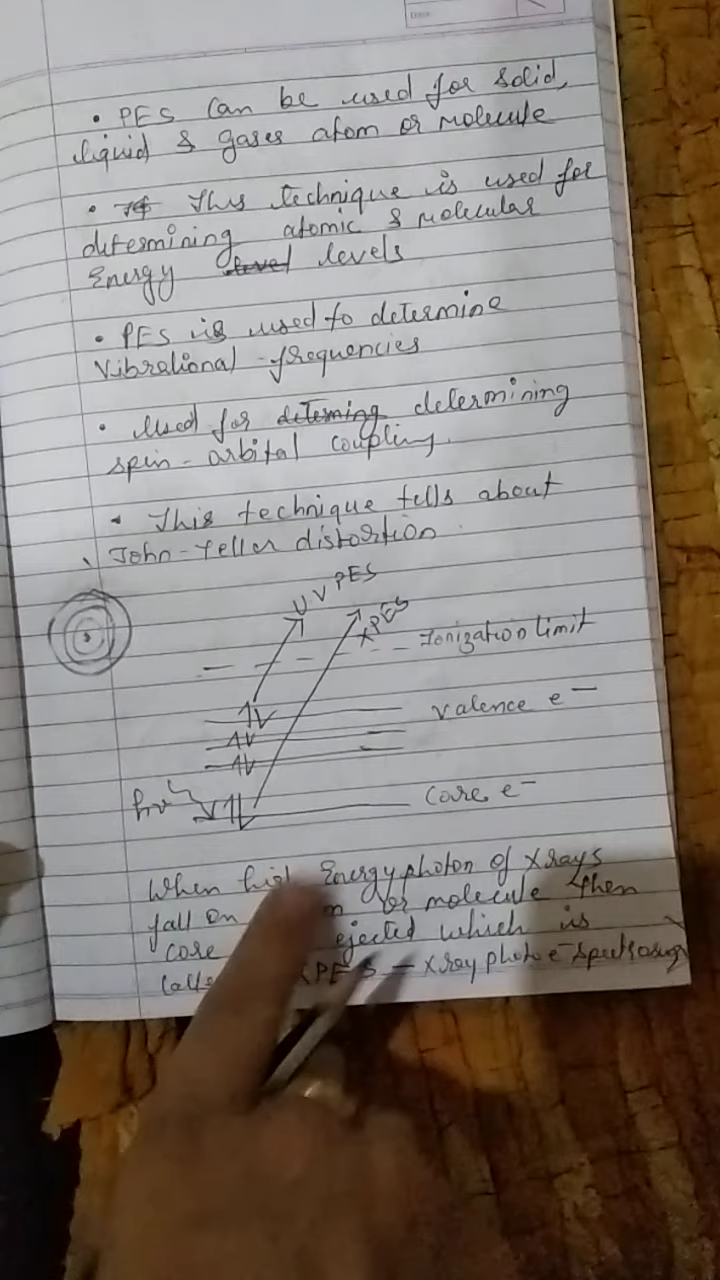 • PES can be used for solid,
liquid & gases atom or molecule
• This technique is used for
determining atomic & molecular
Energy level levels
• PES is used to determine
Vibrational frequencies
• Used for determing determining
spin-orbital coupling.
• This technique tells about
John-Teller distortion
UVPES
XPES
Ionization limit
Valence e⁻
hν
Core e⁻
When high Energy photon of X rays
fall on or molecule then
core ejected which is
XPES - X ray photo e⁻